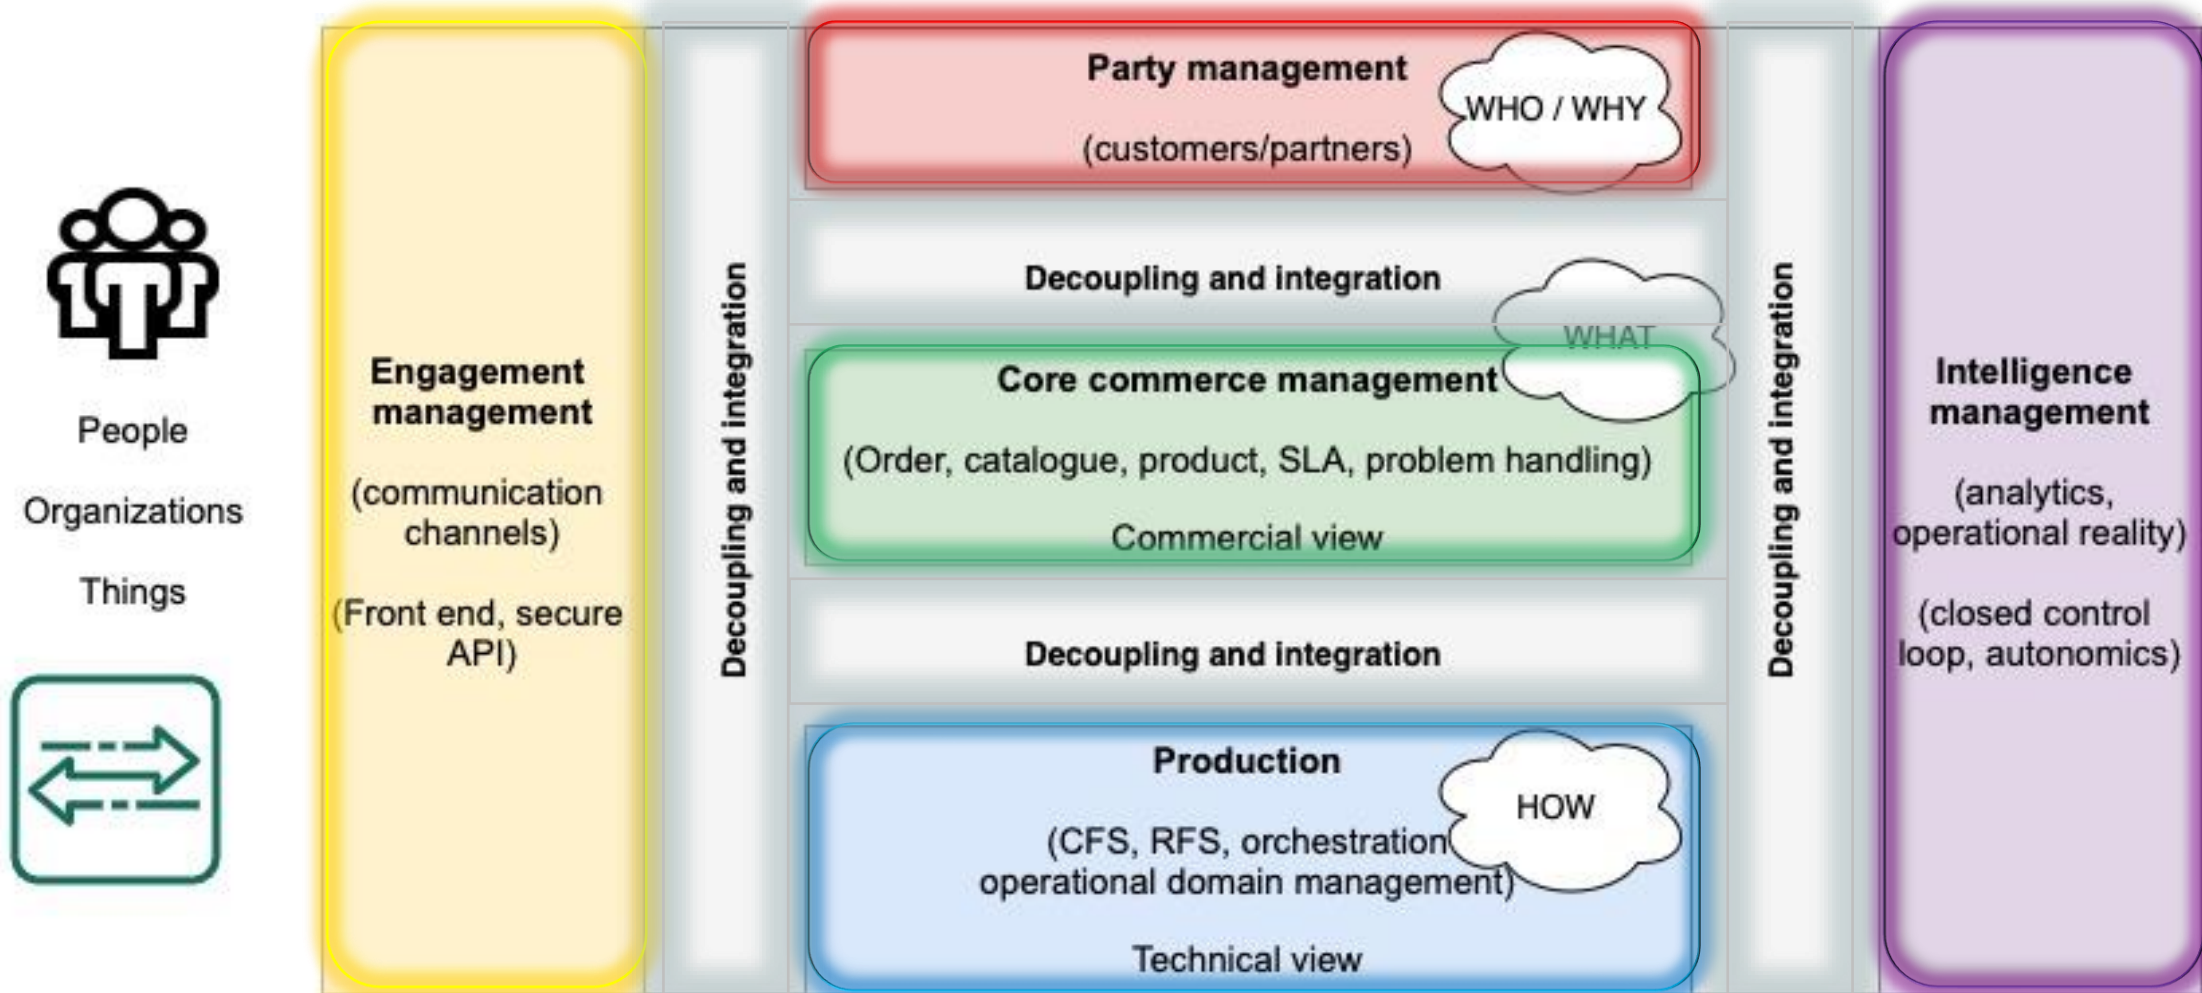 People
Organizations
Things
Engagement
management
(communication
channels)
(Front end, secure
API)
Decoupling and integration
Party management
(customers/partners)
WHO / WHY
Decoupling and integration
WHAT
Core commerce management
(Order, catalogue, product, SLA, problem handling)
Commercial view
Decoupling and integration
Production
(CFS, RFS, orchestration
operational domain management)
HOW
Technical view
Decoupling and integration
Intelligence
management
(analytics,
operational reality)
(closed control
loop, autonomics)